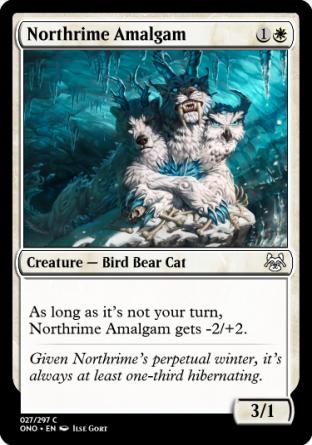 Northrime Amalgam 1
Creature — Bird Bear Cat
As long as it's not your turn,
Northrime Amalgam gets -2/+2.
Given Northrime's perpetual winter, it's
always at least one-third hibernating.
3/1
027/297 C
ONO • EN Ilse Gort